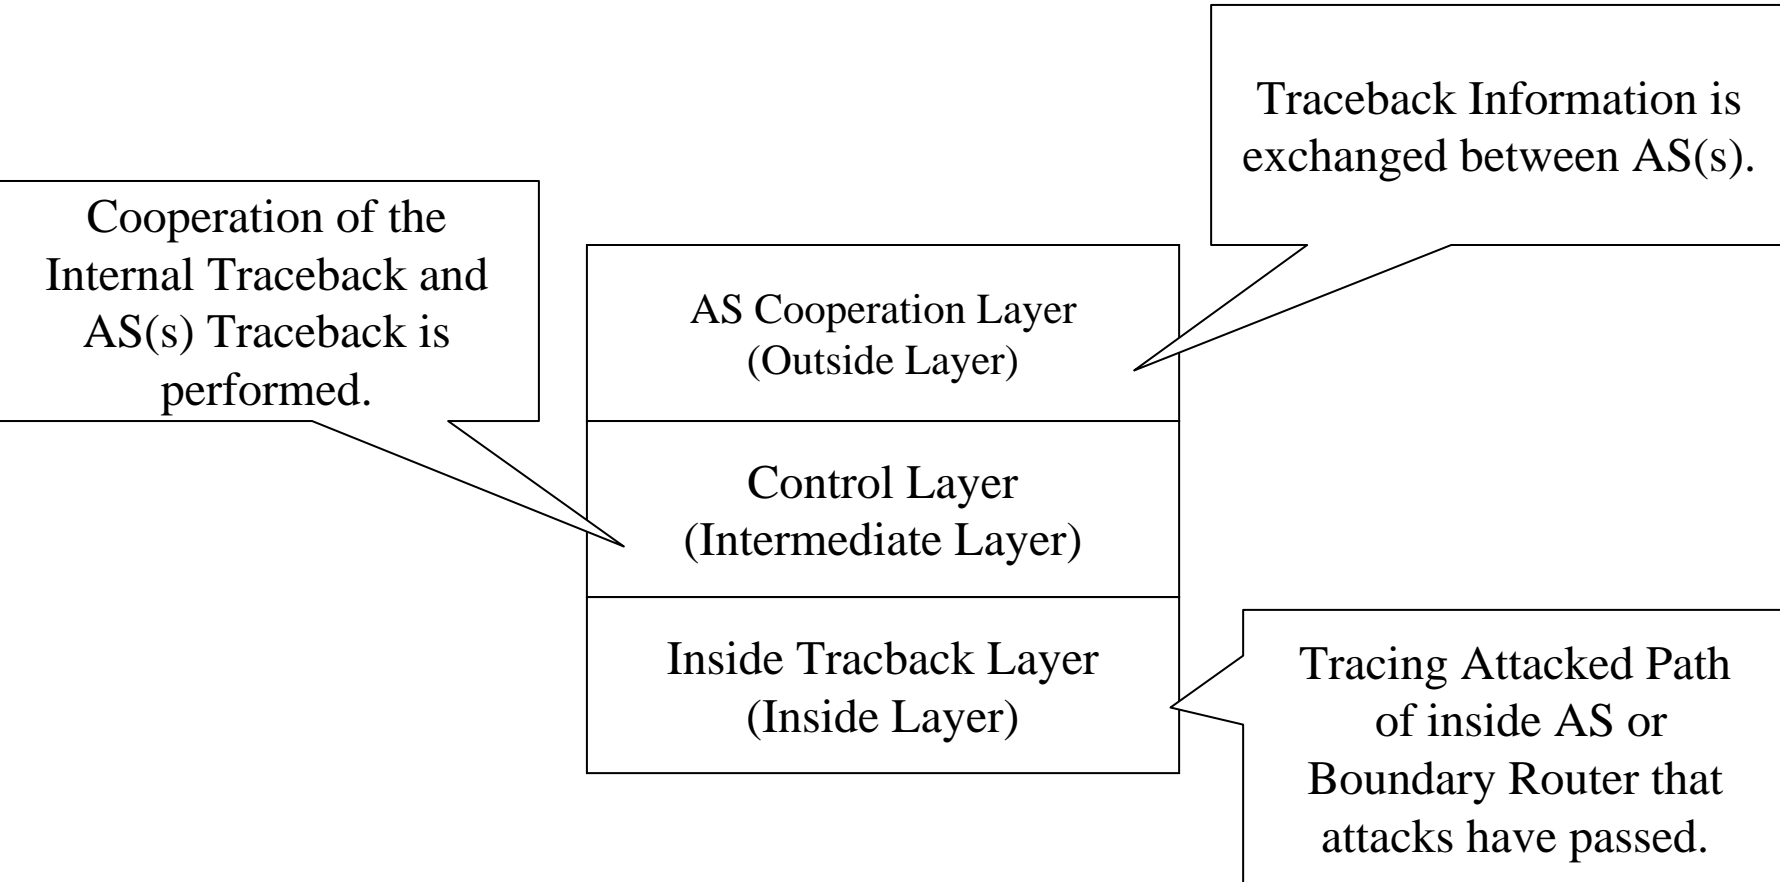 Traceback Information is
exchanged between AS(s).
Cooperation of the
Internal Traceback and
AS(s) Traceback is
performed.
AS Cooperation Layer
(Outside Layer)
Control Layer
(Intermediate Layer)
Inside Tracback Layer
(Inside Layer)
Tracing Attacked Path
of inside AS or
Boundary Router that
attacks have passed.